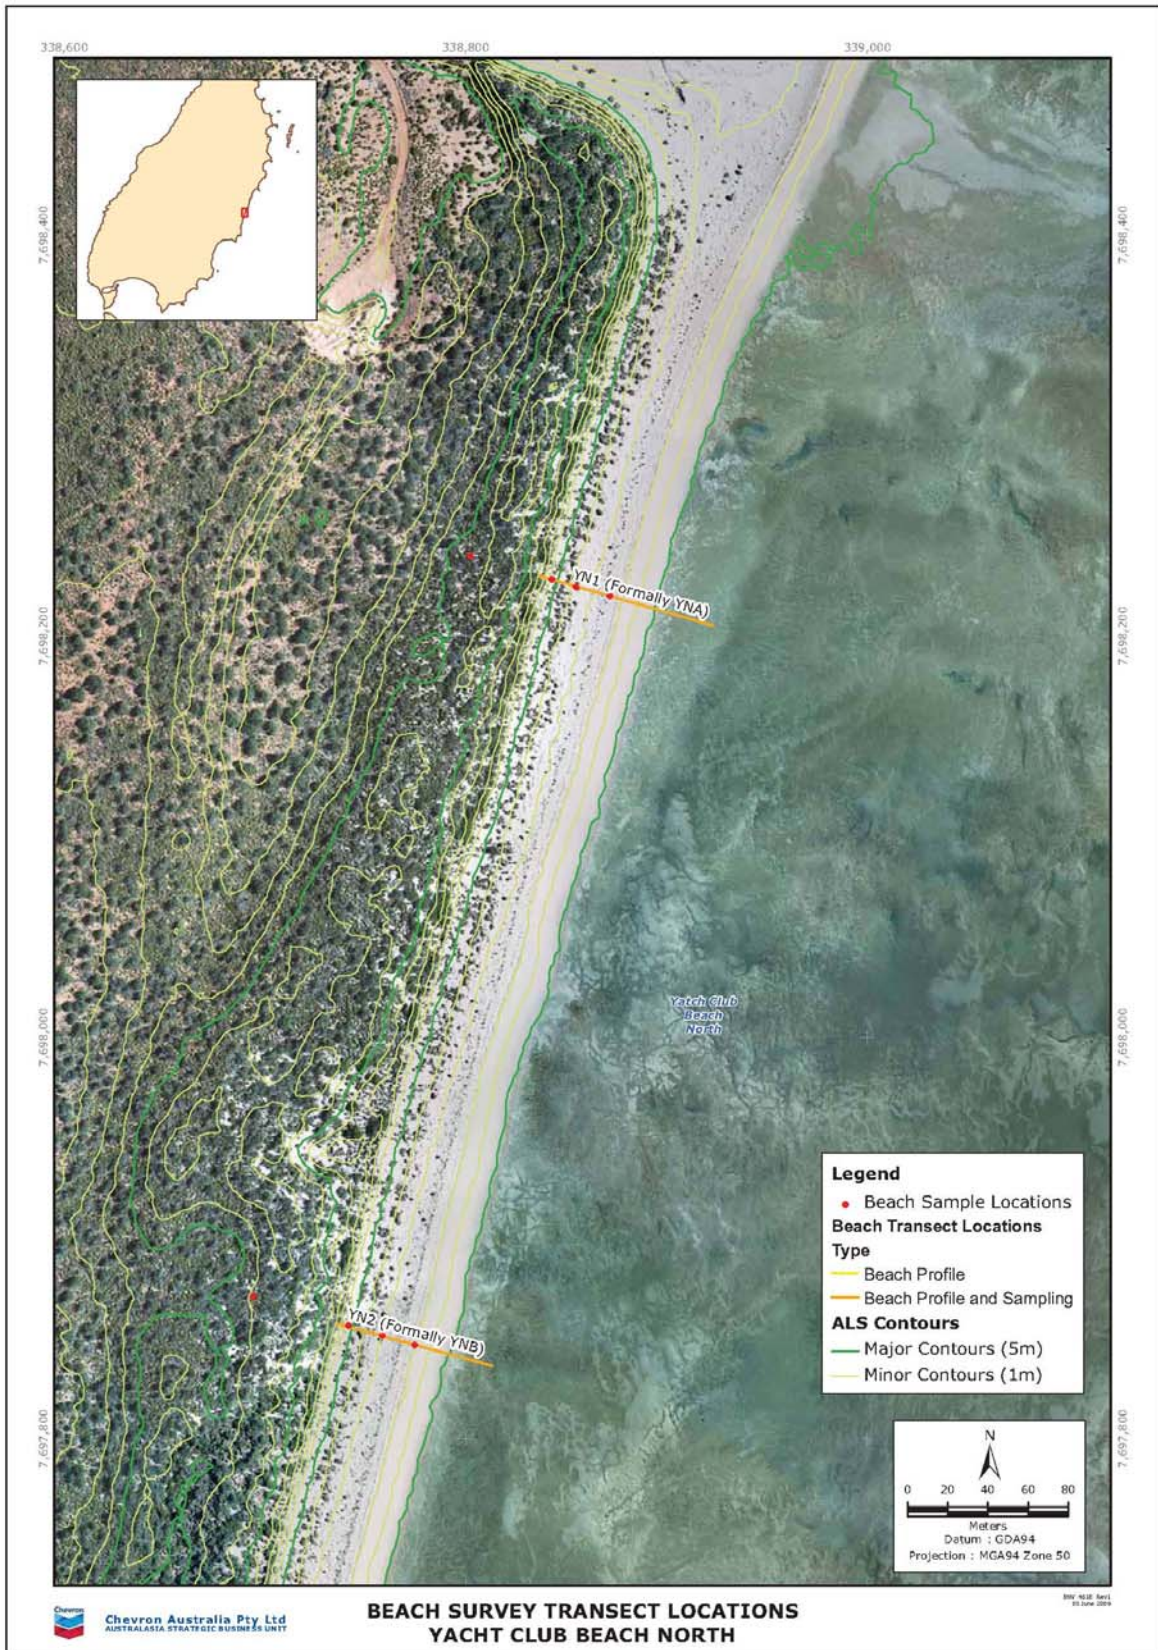 338,600
338,800
339,000
7,698,400
7,698,400
YN1 (Formally YNA)
7,698,200
7,698,200
Yatch Club
Beach
North
7,698,000
7,698,000
Legend
Beach Sample Locations
Beach Transect Locations
Type
Beach Profile
Beach Profile and Sampling
ALS Contours
Major Contours (5m)
Minor Contours (1m)
YN2 (Formally YNB)
7,697,800
7,697,800
N
0 20 40 60 80
Meters
Datum : GDA94
Projection : MGA94 Zone 50
Chevron
Chevron Australia Pty Ltd
AUSTRALASIA STRATEGIC BUSINESS UNIT
BEACH SURVEY TRANSECT LOCATIONS
YACHT CLUB BEACH NORTH